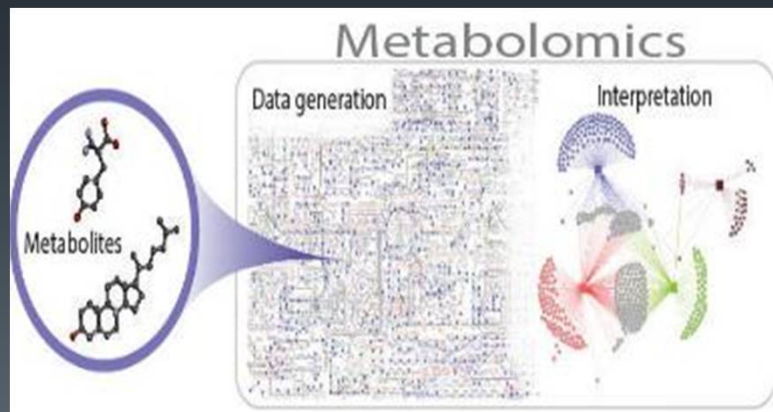 Metabolomics
Data generation
Interpretation
Metabolites